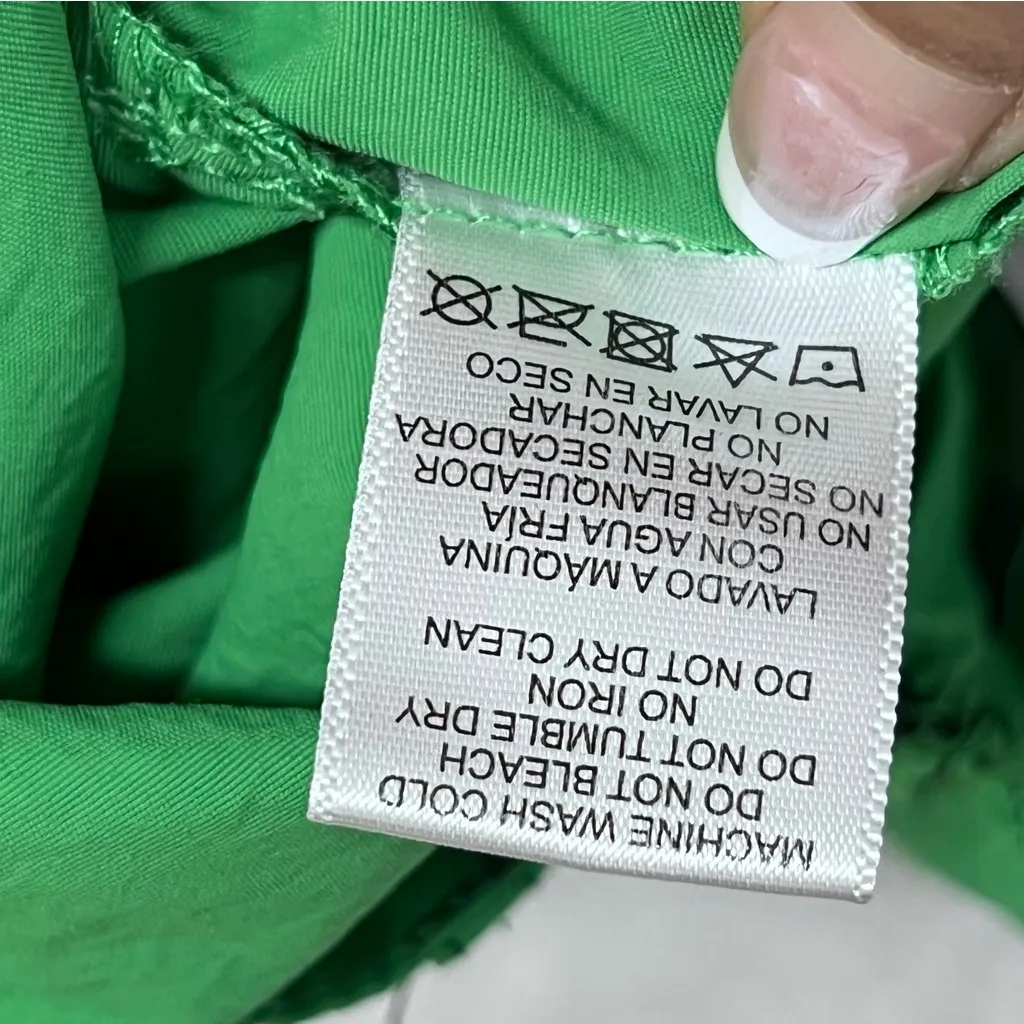 MACHINE WASH COLD
DO NOT BLEACH
DO NOT TUMBLE DRY
NO IRON
DO NOT DRY CLEAN
LAVADO A MÁQUINA
CON AGUA FRÍA
NO USAR BLANQUEADOR
NO SECAR EN SECADORA
NO PLANCHAR
NO LAVAR EN SECO